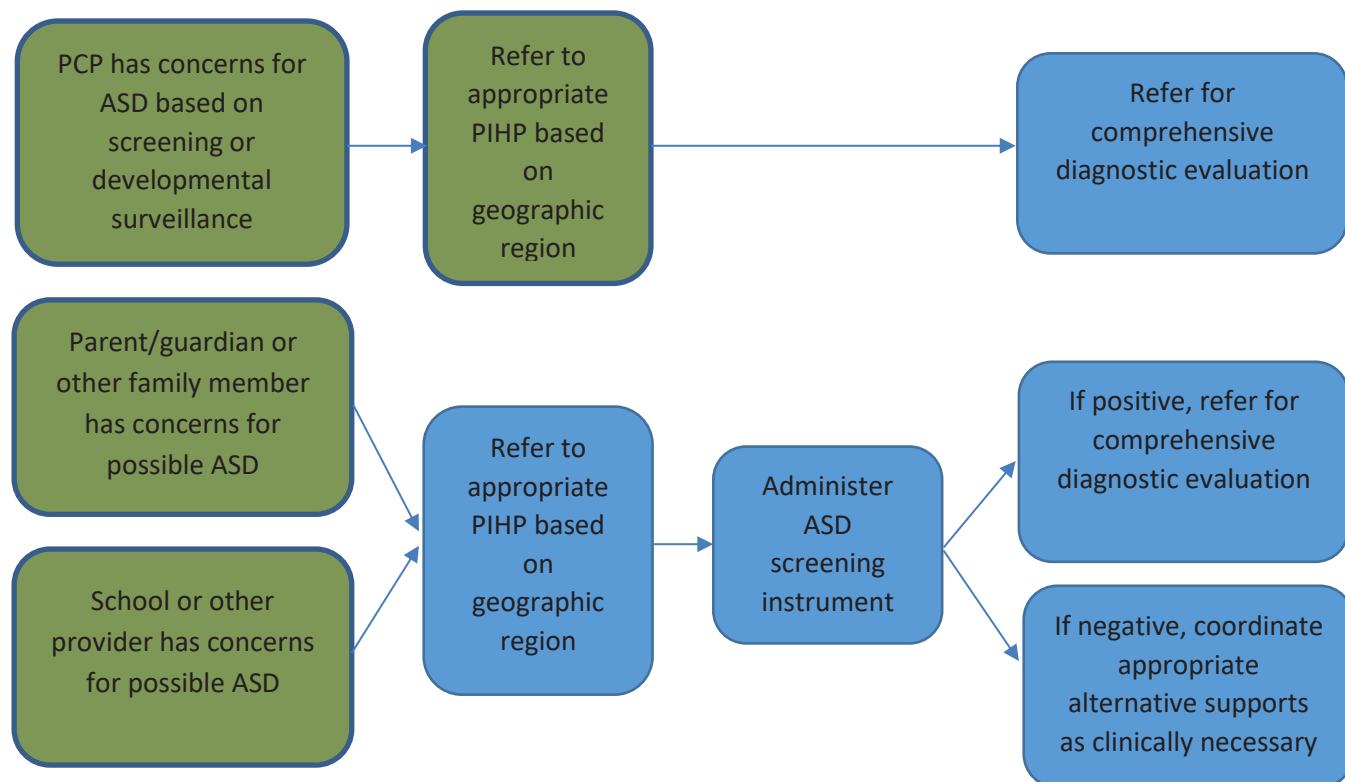 PCP has concerns for
ASD based on
screening or
developmental
surveillance
Refer to
appropriate
PIHP based
on
geographic
region
Refer for
comprehensive
diagnostic evaluation
Parent/guardian or
other family member
has concerns for
possible ASD
School or other
provider has concerns
for possible ASD
Refer to
appropriate
PIHP based
on
geographic
region
Administer
ASD
screening
instrument
If positive, refer for
comprehensive
diagnostic evaluation
If negative, coordinate
appropriate
alternative supports
as clinically necessary